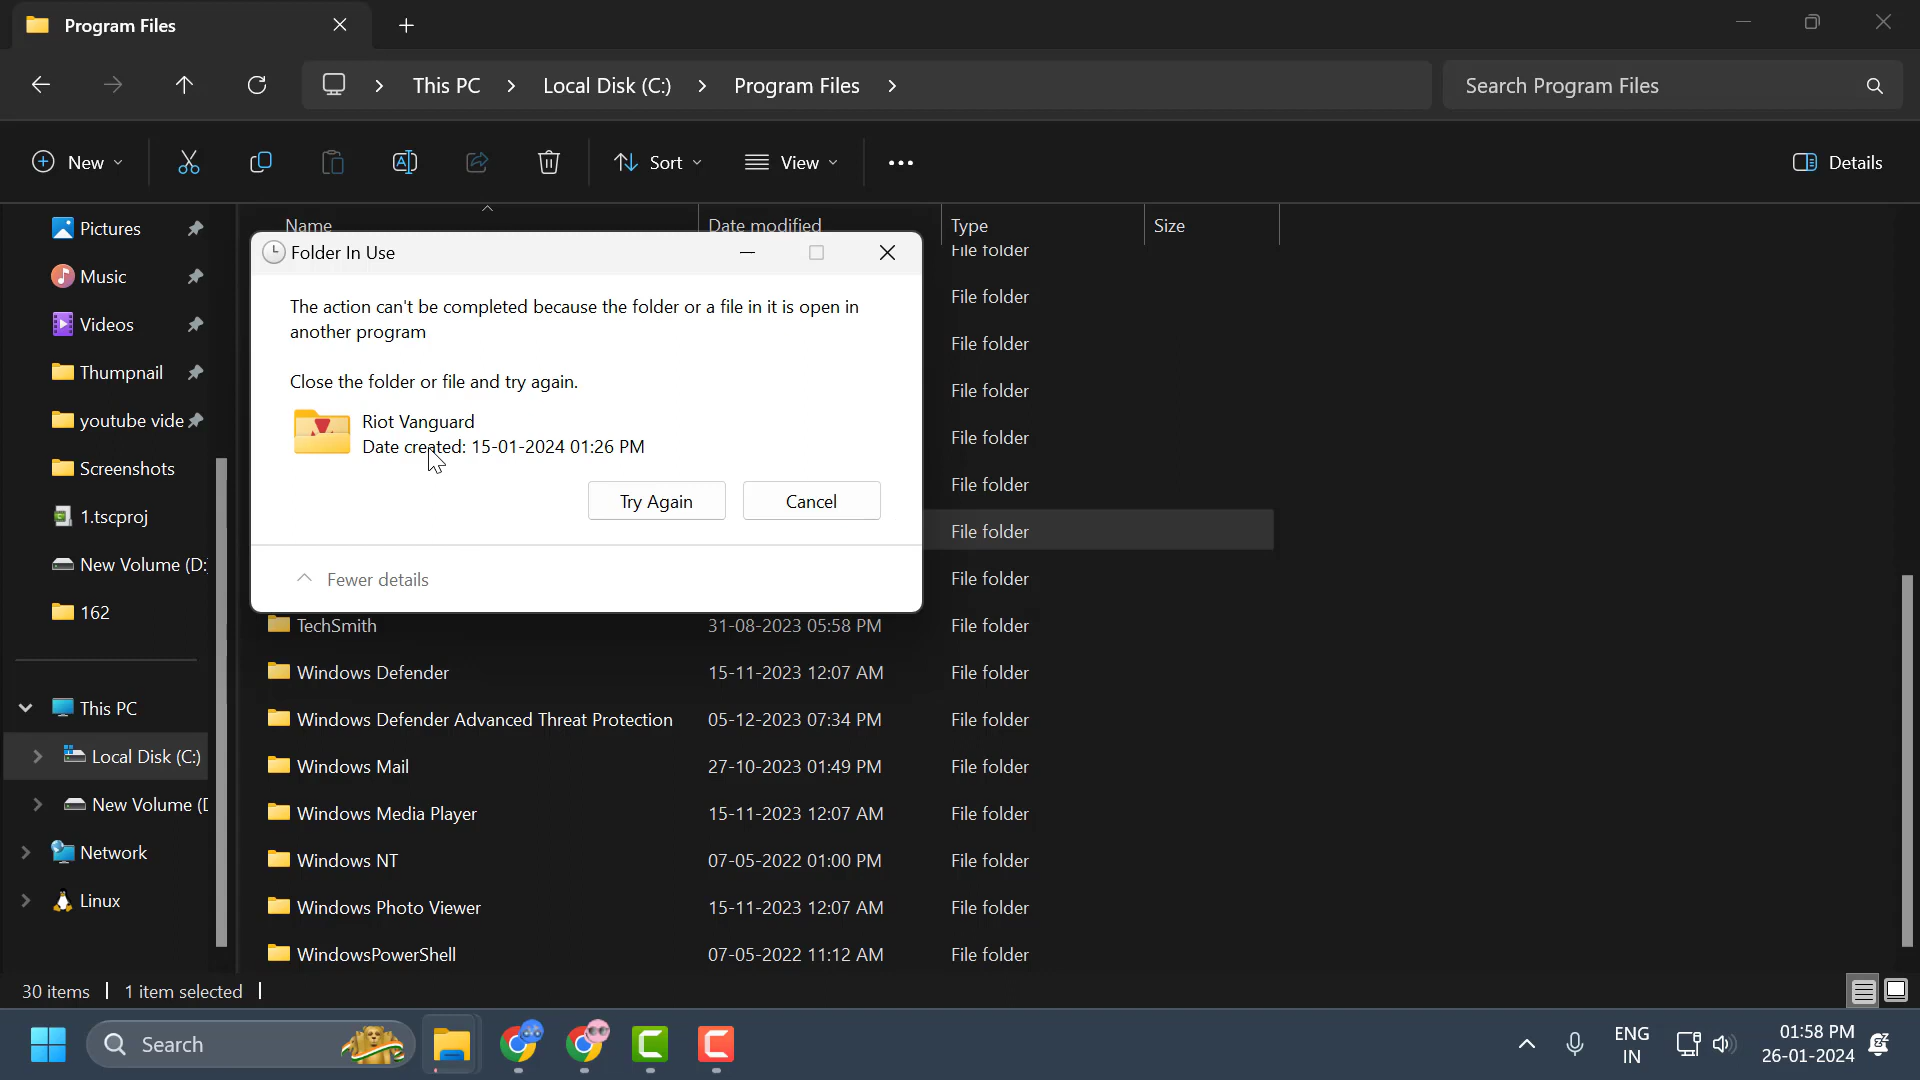 Program Files
This PC
Local Disk (C:)
Program Files
Search Program Files
New
Sort
View
Details
Pictures
Music
Videos
Thumpnail
youtube vide
Screenshots
1.tscproj
New Volume (D:
162
This PC
Local Disk (C:)
New Volume (D
Network
Linux
Name
Date modified
Type
Size
File folder
File folder
File folder
File folder
File folder
File folder
File folder
File folder
Folder In Use
The action can't be completed because the folder or a file in it is open in
another program
Close the folder or file and try again.
Riot Vanguard
Date created: 15-01-2024 01:26 PM
Try Again
Cancel
Fewer details
TechSmith 31-08-2023 05:58 PM File folder
Windows Defender 15-11-2023 12:07 AM File folder
Windows Defender Advanced Threat Protection 05-12-2023 07:34 PM File folder
Windows Mail 27-10-2023 01:49 PM File folder
Windows Media Player 15-11-2023 12:07 AM File folder
Windows NT 07-05-2022 01:00 PM File folder
Windows Photo Viewer 15-11-2023 12:07 AM File folder
WindowsPowerShell 07-05-2022 11:12 AM File folder
30 items
1 item selected
Search
ENG
IN
01:58 PM
26-01-2024